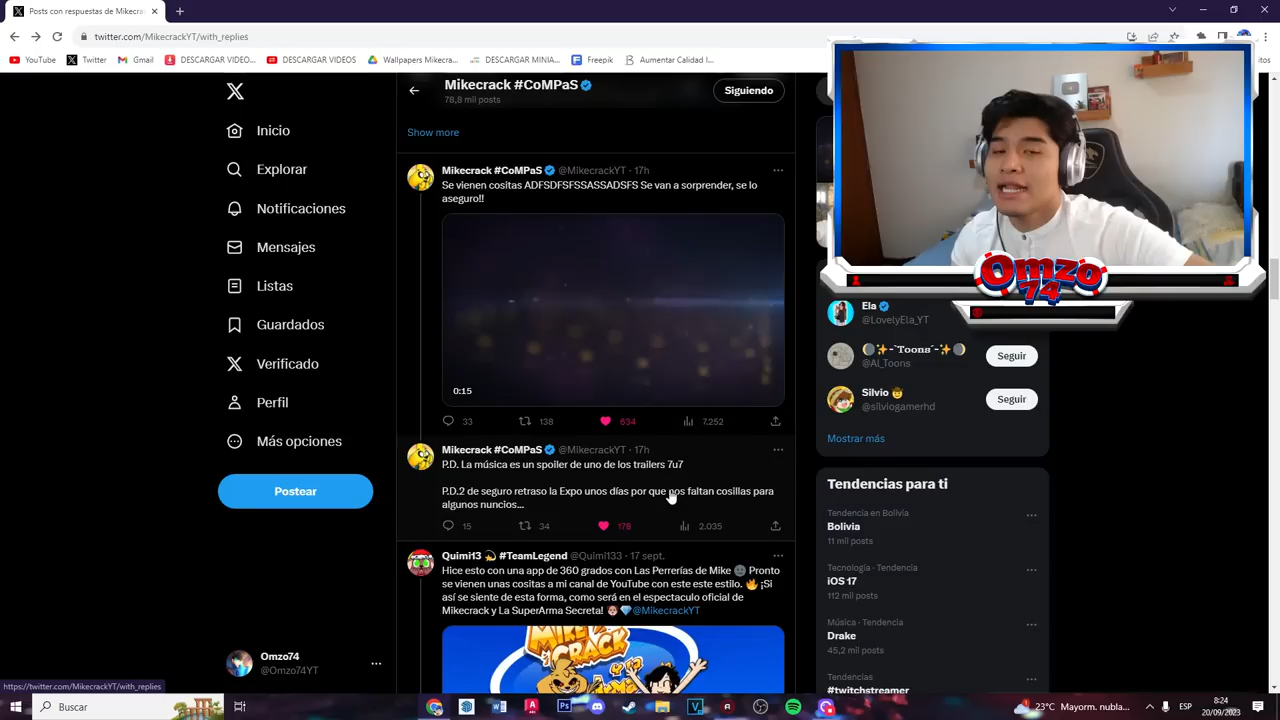 Posts con respuestas de Mikecra
twitter.com/MikecrackYT/with_replies
YouTube
Twitter
Gmail
DESCARGAR VIDEO...
DESCARGAR VIDEOS
Wallpapers Mikecra...
DESCARGAR MINIA...
Freepik
Aumentar Calidad I...
itos
Inicio
Explorar
Notificaciones
Mensajes
Listas
Guardados
Verificado
Perfil
Más opciones
Postear
Omzo74
@Omzo74YT
https://twitter.com/MikecrackYT/with_replies
Mikecrack #CoMPaS
78,8 mil posts
Siguiendo
Show more
Mikecrack #CoMPaS @MikecrackYT · 17h
Se vienen cositas ADFSDFSFSSASSADSFS Se van a sorprender, se lo
aseguro!!
0:15
33 138 634 7.252
Mikecrack #CoMPaS @MikecrackYT · 17h
P.D. La música es un spoiler de uno de los trailers 7u7
P.D.2 de seguro retraso la Expo unos días por que nos faltan cosillas para
algunos nuncios...
15 34 178 2.035
Quimi13 #TeamLegend @Quimi133 · 17 sept.
Hice esto con una app de 360 grados con Las Perrerías de Mike Pronto
se vienen unas cositas a mi canal de YouTube con este este estilo. ¡Si
así se siente de esta forma, como será en el espectaculo oficial de
Mikecrack y La SuperArma Secreta! @MikecrackYT
MIKE
CRACK
Omzo
74
Ela
@LovelyEla_YT
-`Toons´-
@Al_Toons
Seguir
Silvio
@silviogamerhd
Seguir
Mostrar más
Tendencias para ti
Tendencia en Bolivia
Bolivia
11 mil posts
Tecnología · Tendencia
iOS 17
112 mil posts
Música · Tendencia
Drake
45,2 mil posts
Tendencias
#twitchstreamer
Buscar
23°C Mayorm. nubla...
ESP
8:24
20/09/2023